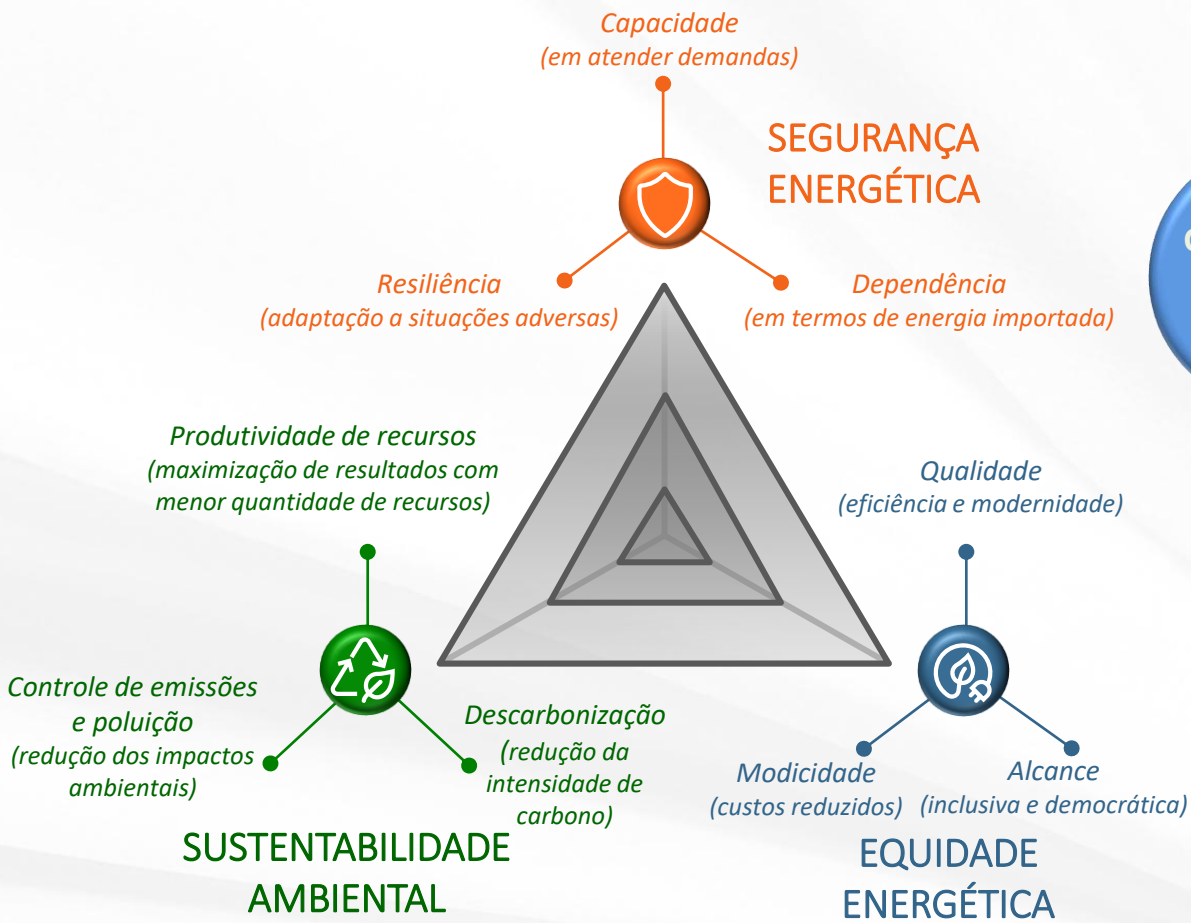 Capacidade
(em atender demandas)
SEGURANÇA
ENERGÉTICA
Resiliência
(adaptação a situações adversas)
Dependência
(em termos de energia importada)
Produtividade de recursos
(maximização de resultados com
menor quantidade de recursos)
Qualidade
(eficiência e modernidade)
Controle de emissões
e poluição
(redução dos impactos
ambientais)
Descarbonização
(redução da
intensidade de
carbono)
Modicidade
(custos reduzidos)
Alcance
(inclusiva e democrática)
SUSTENTABILIDADE
AMBIENTAL
EQUIDADE
ENERGÉTICA